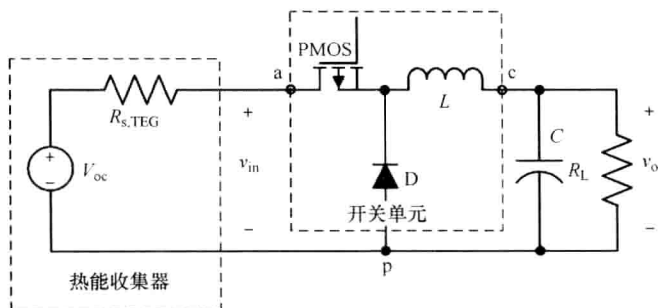 PMOS
a
c
R_s,TEG
L
+
+
+
C
V_oc
v_in
D
R_L
v_o
−
开关单元
−
−
p
热能收集器